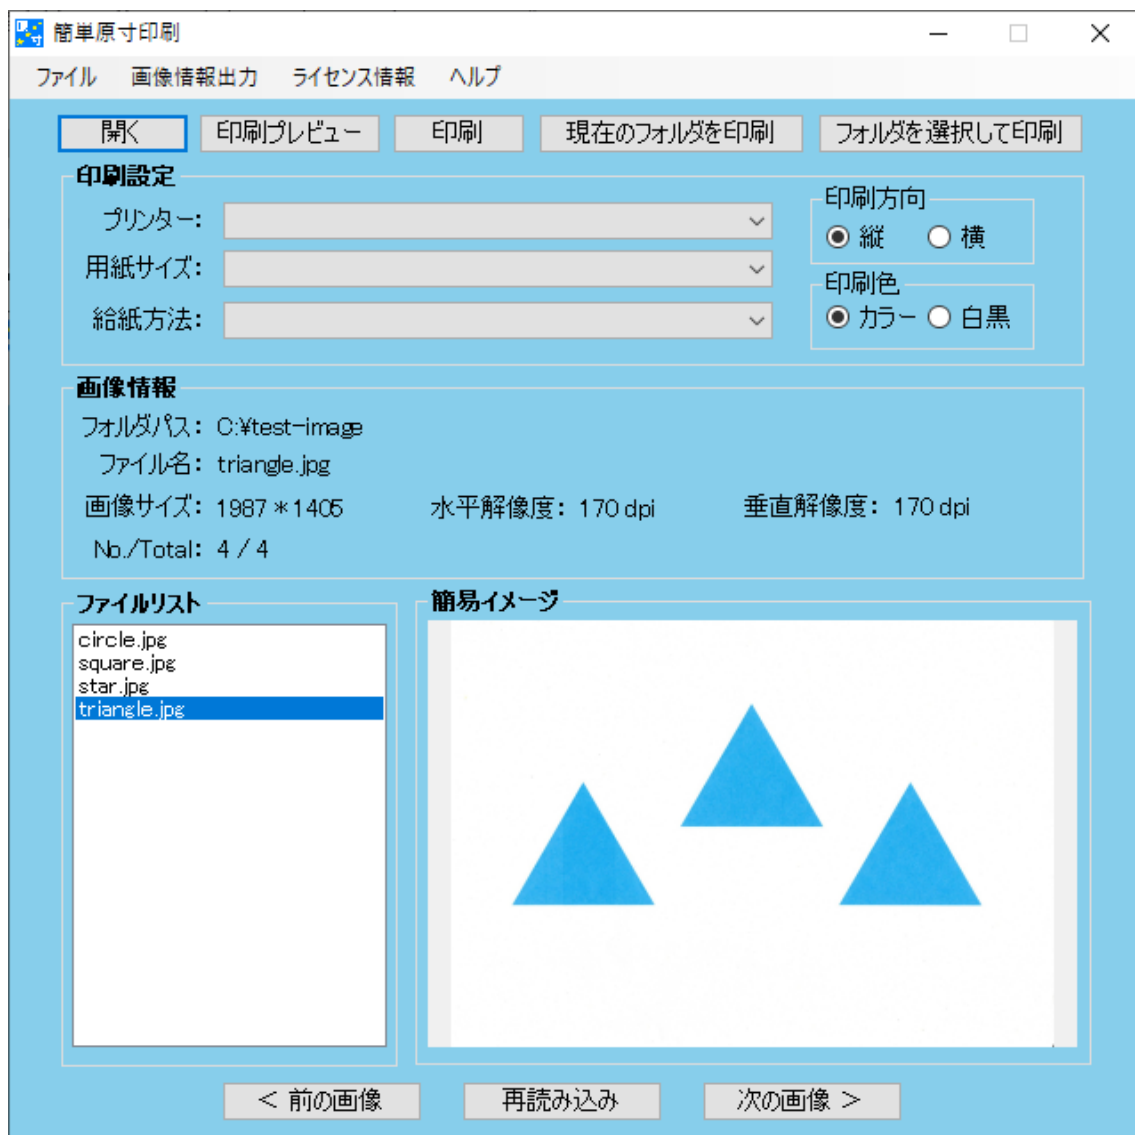 簡単原寸印刷
ファイル 画像情報出力 ライセンス情報 ヘルプ
開く 印刷プレビュー 印刷 現在のフォルダを印刷 フォルダを選択して印刷
印刷設定
プリンター:
用紙サイズ:
給紙方法:
印刷方向
縦 横
印刷色
カラー 白黒
画像情報
フォルダパス: C:¥test-image
ファイル名: triangle.jpg
画像サイズ: 1987 *1405 水平解像度: 170 dpi 垂直解像度: 170 dpi
No./Total: 4 / 4
ファイルリスト
circle.jpg
square.jpg
star.jpg
triangle.jpg
簡易イメージ
< 前の画像 再読み込み 次の画像 >